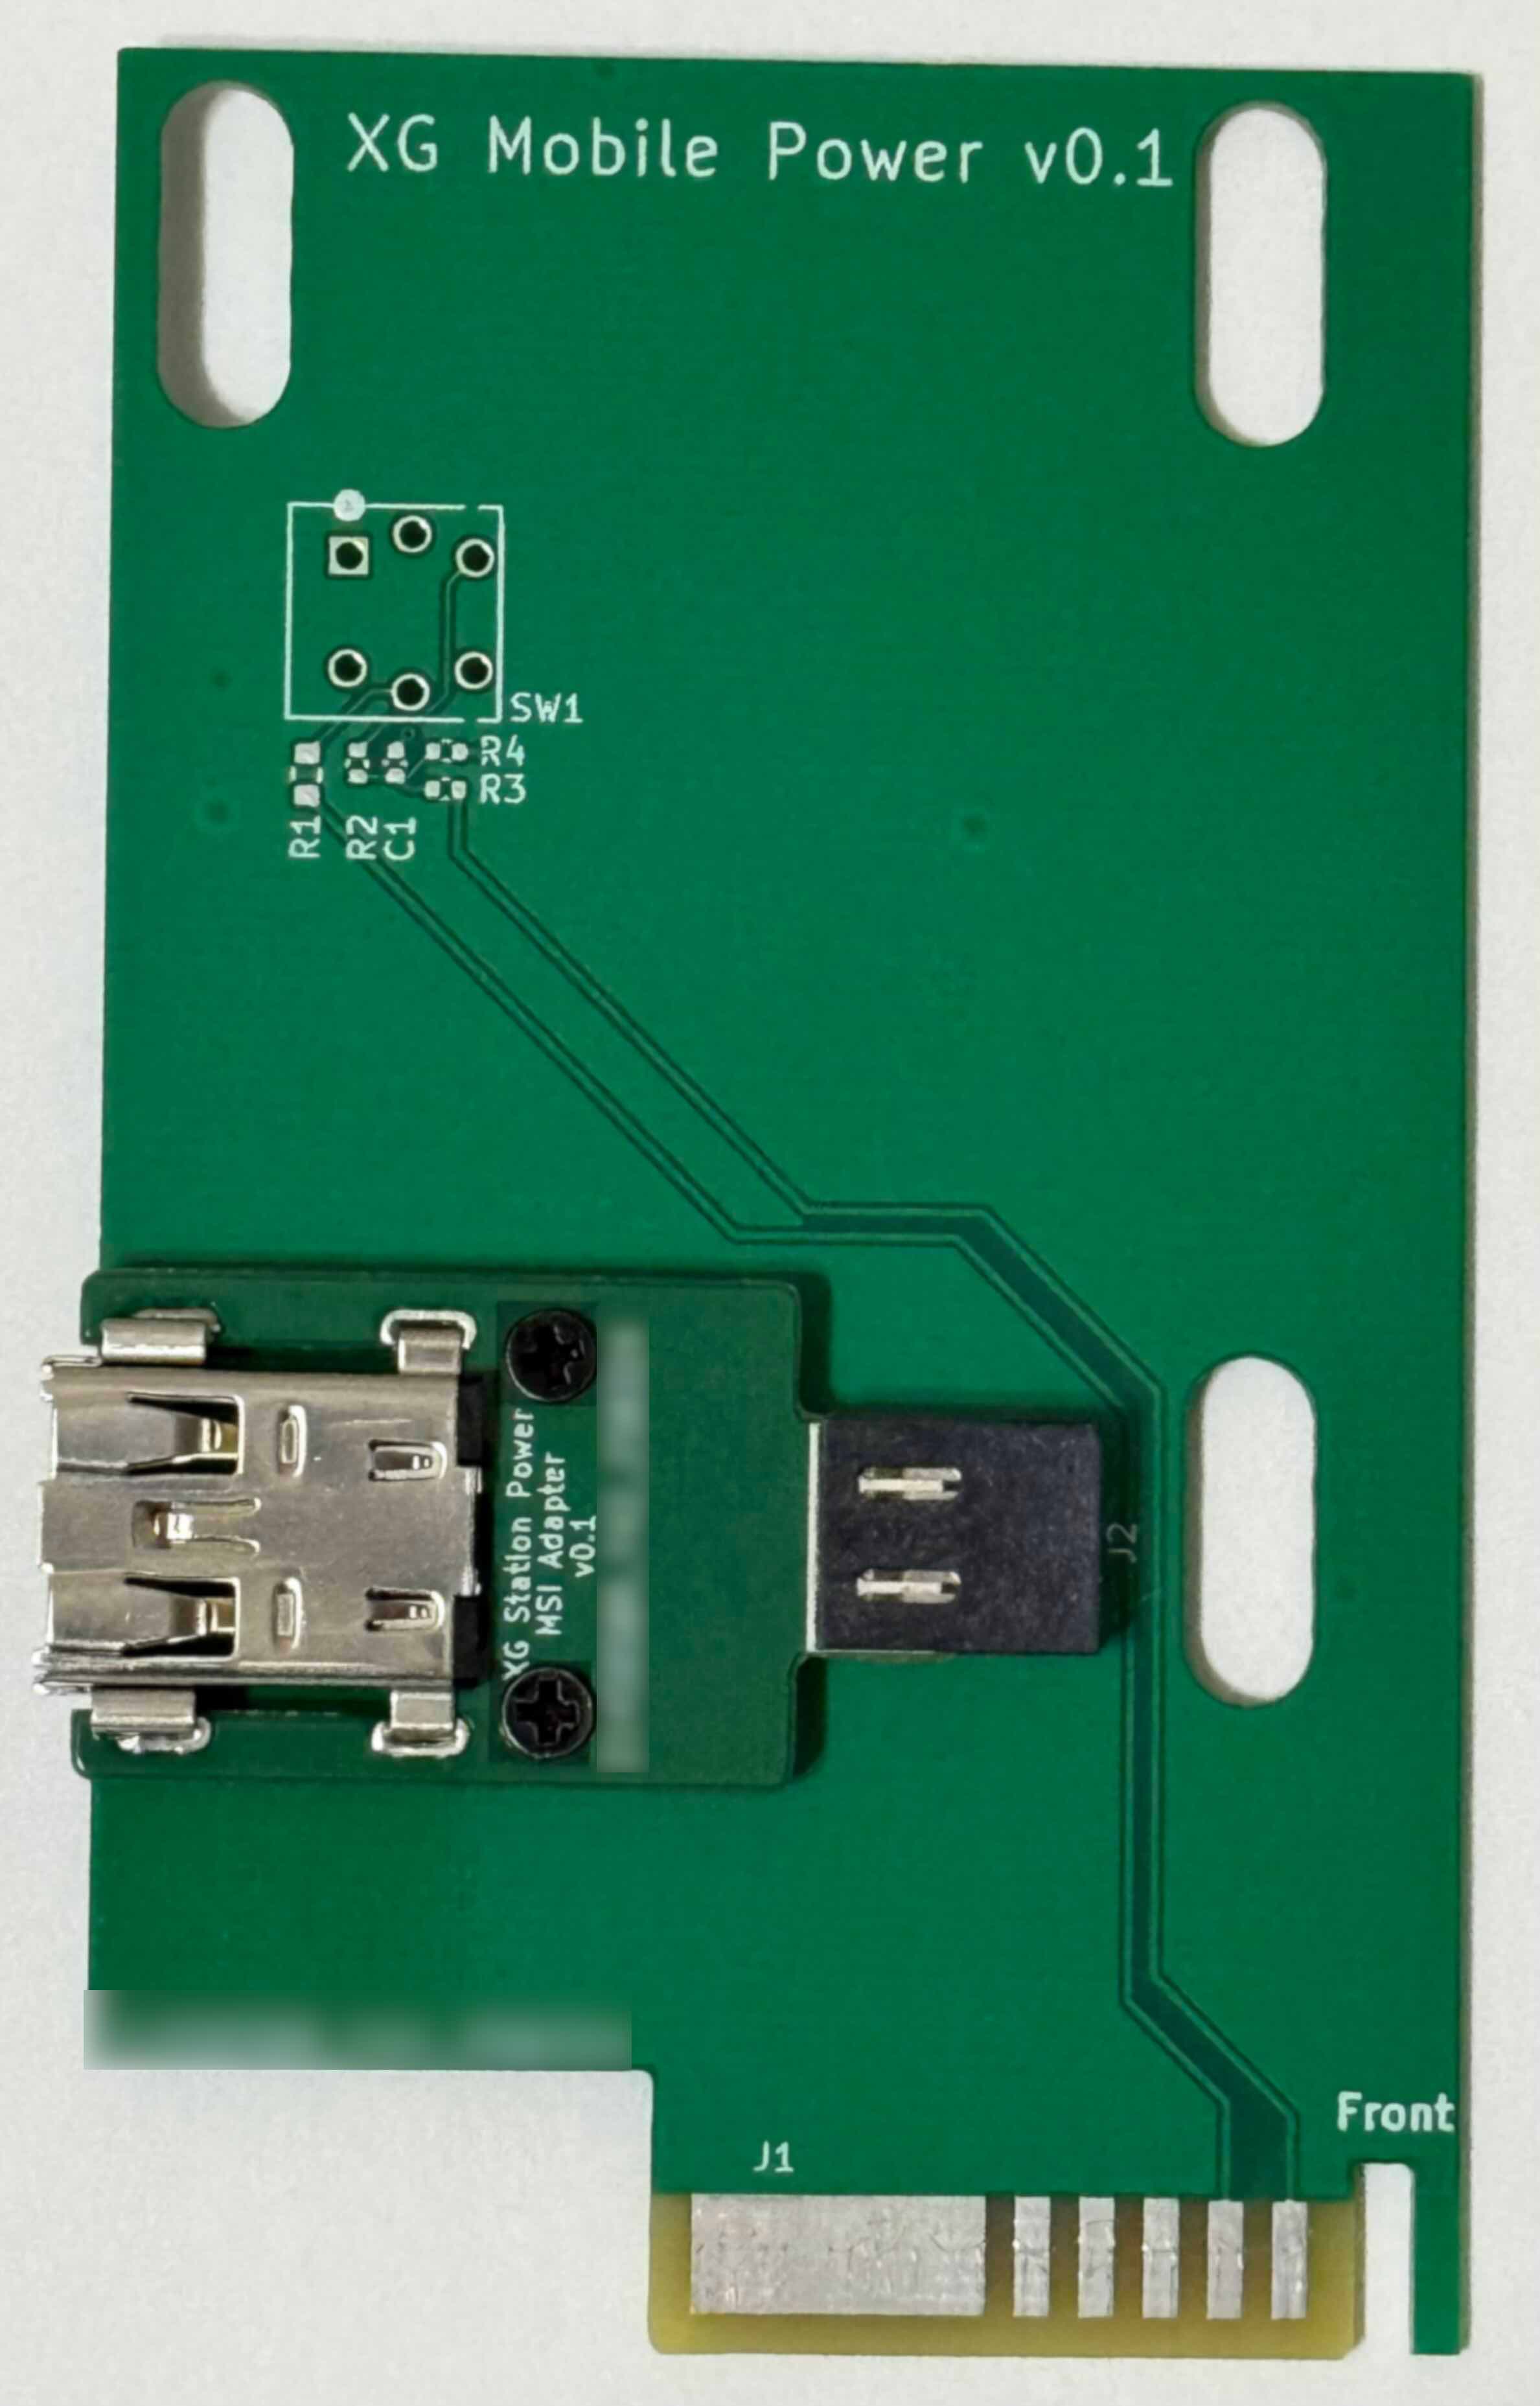 XG Mobile Power v0.1
SW1
R4
R3
R1
R2
C1
XG Station Power
MSI Adapter
v0.1
J2
Front
J1